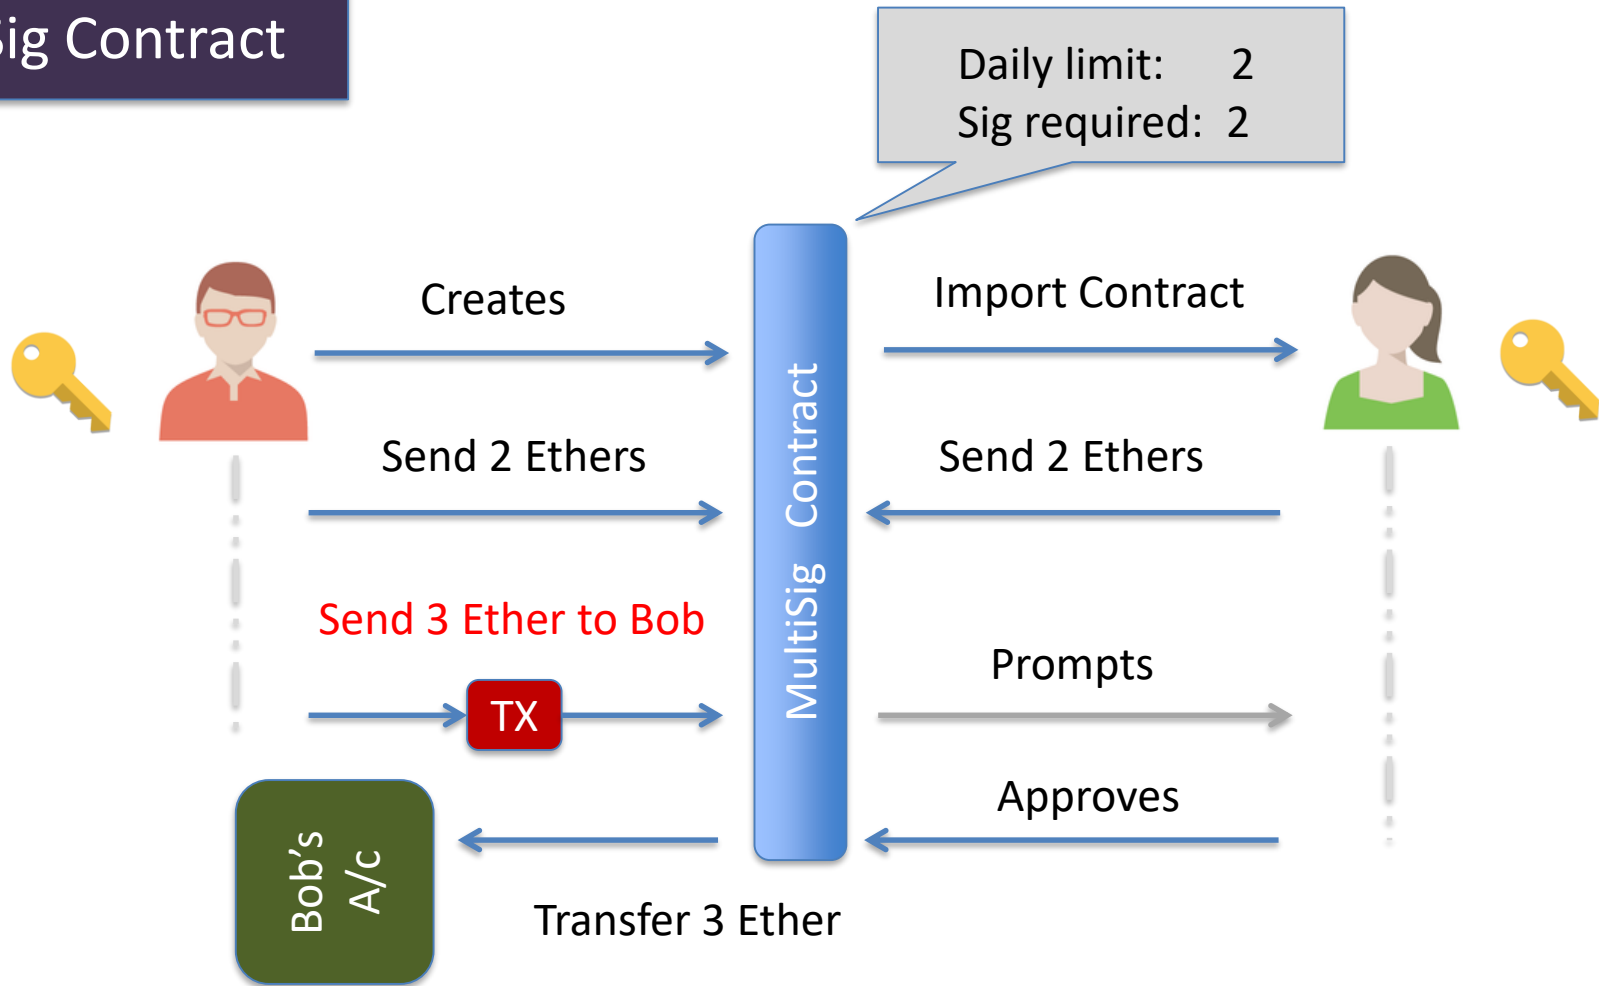 Sig Contract
Daily limit: 2
Sig required: 2
Creates
Import Contract
Send 2 Ethers
Send 2 Ethers
MultiSig Contract
Send 3 Ether to Bob
TX
Prompts
Approves
Bob's
A/c
Transfer 3 Ether